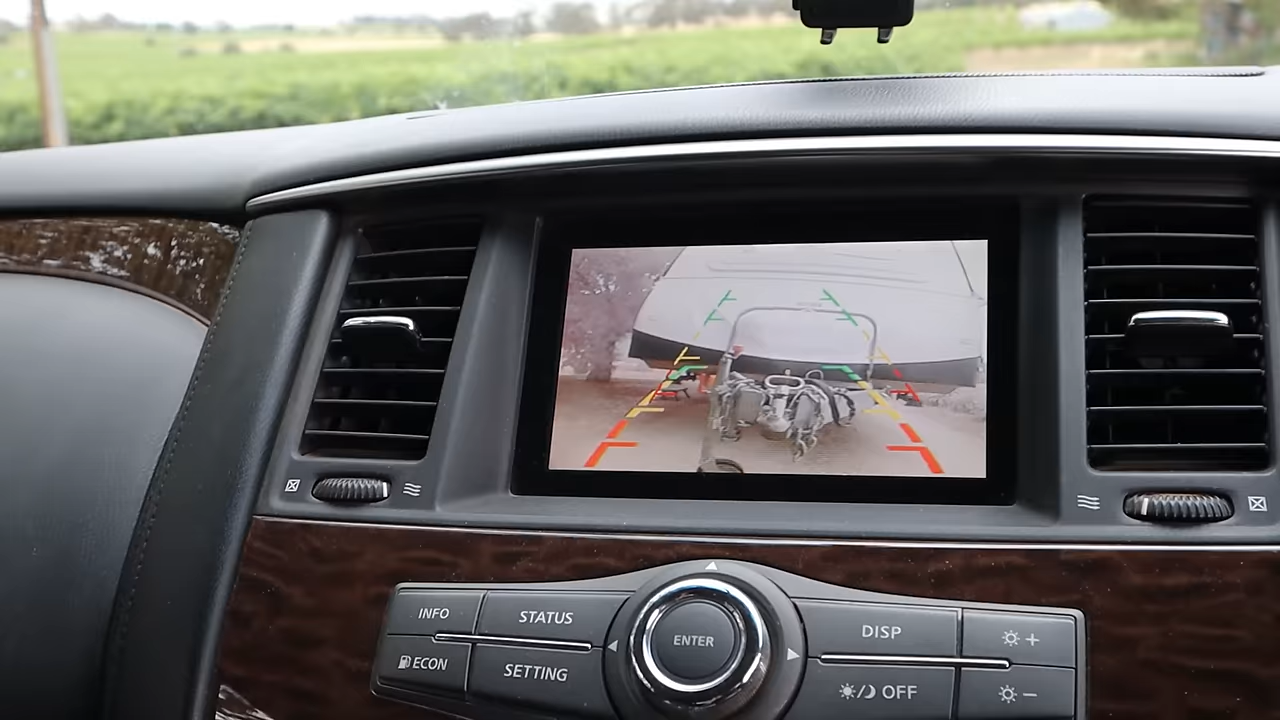 INFO
STATUS
ECON
SETTING
ENTER
DISP
+
OFF
-